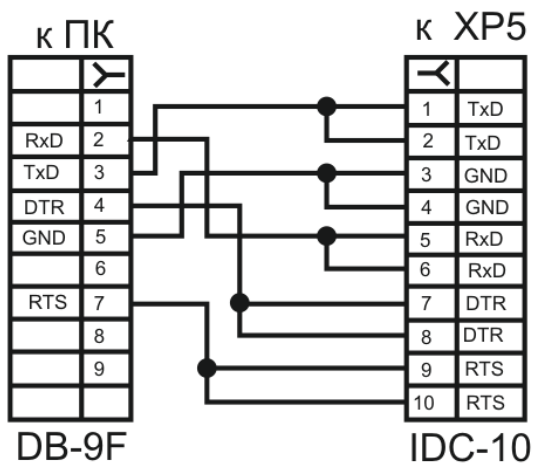 к ПК
к XP5
1
RxD 2
TxD 3
DTR 4
GND 5
6
RTS 7
8
9
1 TxD
2 TxD
3 GND
4 GND
5 RxD
6 RxD
7 DTR
8 DTR
9 RTS
10 RTS
DB-9F
IDC-10